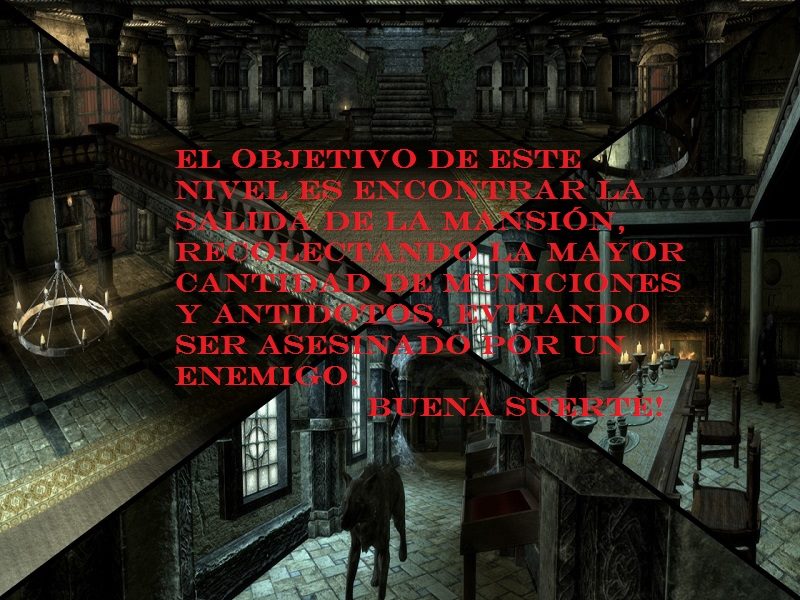 EL OBJETIVO DE ESTE
NIVEL ES ENCONTRAR LA
SALIDA DE LA MANSIÓN,
RECOLECTANDO LA MAYOR
CANTIDAD DE MUNICIONES
Y ANTIDOTOS, EVITANDO
SER ASESINADO POR UN
ENEMIGO.
BUENA SUERTE!